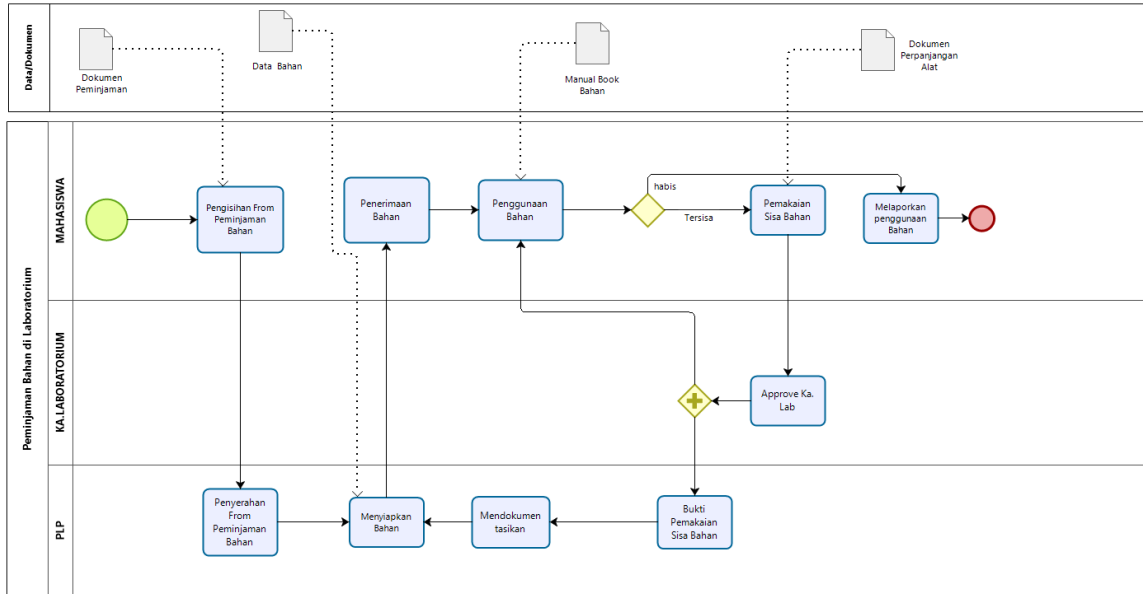 Data/Dokumen
Dokumen
Peminjaman
Data Bahan
Manual Book
Bahan
Dokumen
Perpanjangan
Alat
Peminjaman Bahan di Laboratorium
MAHASISWA
Pengisihan From
Peminjaman
Bahan
Penerimaan
Bahan
Penggunaan
Bahan
habis
Tersisa
Pemakaian
Sisa Bahan
Melaporkan
penggunaan
Bahan
KA.LABORATORIUM
Approve Ka.
Lab
PLP
Penyerahan
From
Peminjaman
Bahan
Menyiapkan
Bahan
Mendokumen
tasikan
Bukti
Pemakaian
Sisa Bahan